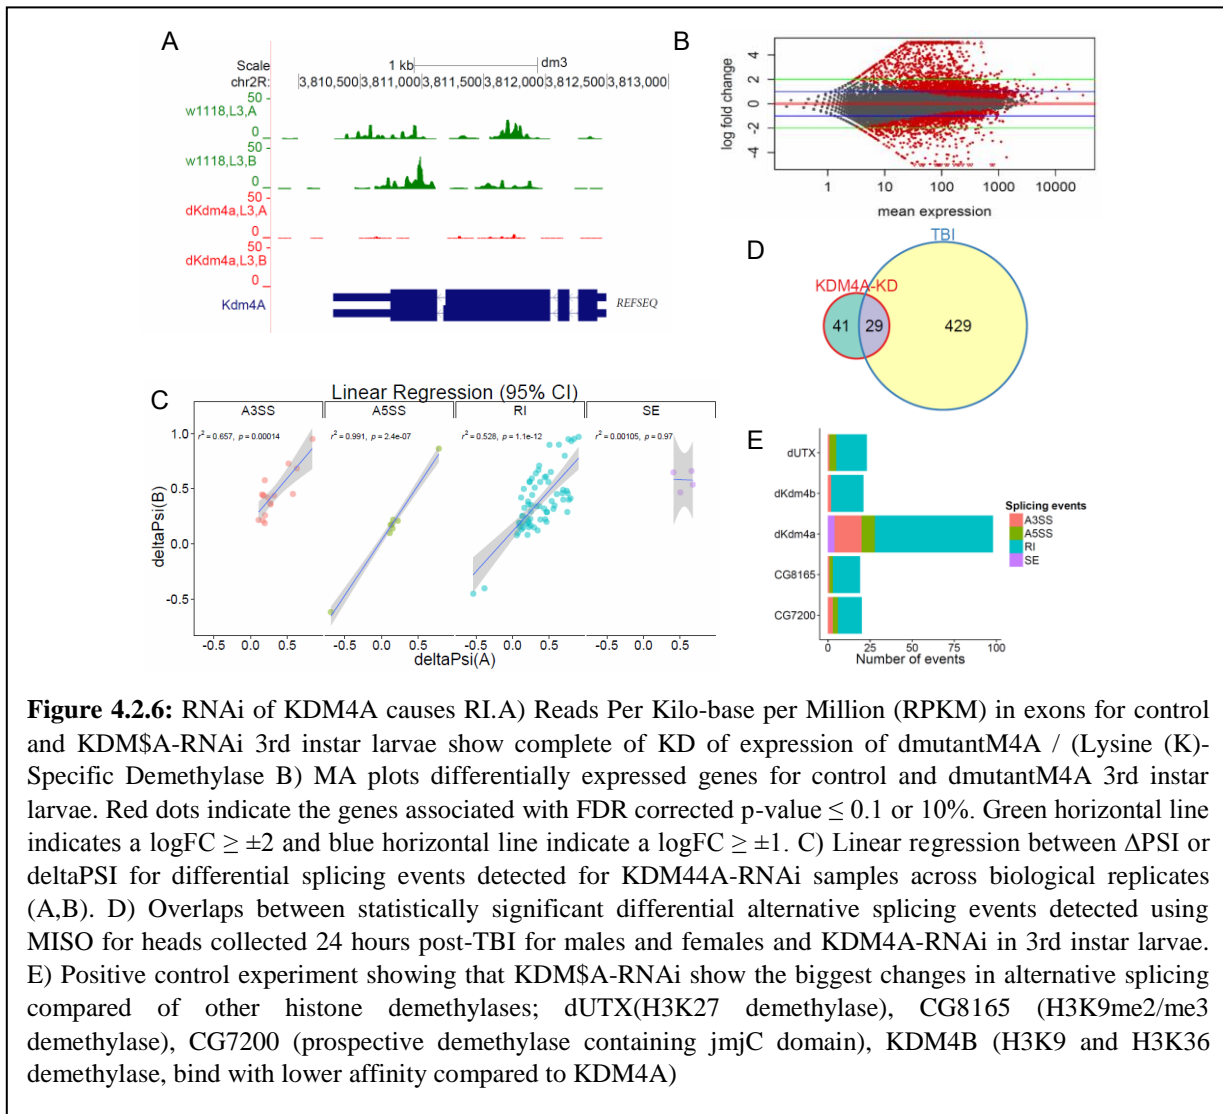 A
Scale
1 kb
dm3
chr2R:
3,810,500
3,811,000
3,811,500
3,812,000
3,812,500
3,813,000
50
w1118,L3,A
0
50
w1118,L3,B
0
50
dKdm4a,L3,A
0
50
dKdm4a,L3,B
0
Kdm4A
REFSEQ
B
log fold change
4
2
0
-2
-4
1
10
100
1000
10000
mean expression
D
TBI
KDM4A-KD
41
29
429
C
Linear Regression (95% CI)
A3SS
A5SS
RI
SE
r² = 0.657, p = 0.00014
r² = 0.991, p = 2.4e-07
r² = 0.528, p = 1.1e-12
r² = 0.00105, p = 0.97
deltaPsi(B)
1.0
0.5
0.0
-0.5
-0.5 0.0 0.5
-0.5 0.0 0.5
-0.5 0.0 0.5
-0.5 0.0 0.5
deltaPsi(A)
E
dUTX
dKdm4b
dKdm4a
CG8165
CG7200
0 25 50 75 100
Number of events
Splicing events
A3SS
A5SS
RI
SE
Figure 4.2.6: RNAi of KDM4A causes RI.A) Reads Per Kilo-base per Million (RPKM) in exons for control
and KDM$A-RNAi 3rd instar larvae show complete of KD of expression of dmutantM4A / (Lysine (K)-
Specific Demethylase B) MA plots differentially expressed genes for control and dmutantM4A 3rd instar
larvae. Red dots indicate the genes associated with FDR corrected p-value ≤ 0.1 or 10%. Green horizontal line
indicates a logFC ≥ ±2 and blue horizontal line indicate a logFC ≥ ±1. C) Linear regression between ΔPSI or
deltaPSI for differential splicing events detected for KDM44A-RNAi samples across biological replicates
(A,B). D) Overlaps between statistically significant differential alternative splicing events detected using
MISO for heads collected 24 hours post-TBI for males and females and KDM4A-RNAi in 3rd instar larvae.
E) Positive control experiment showing that KDM$A-RNAi show the biggest changes in alternative splicing
compared of other histone demethylases; dUTX(H3K27 demethylase), CG8165 (H3K9me2/me3
demethylase), CG7200 (prospective demethylase containing jmjC domain), KDM4B (H3K9 and H3K36
demethylase, bind with lower affinity compared to KDM4A)